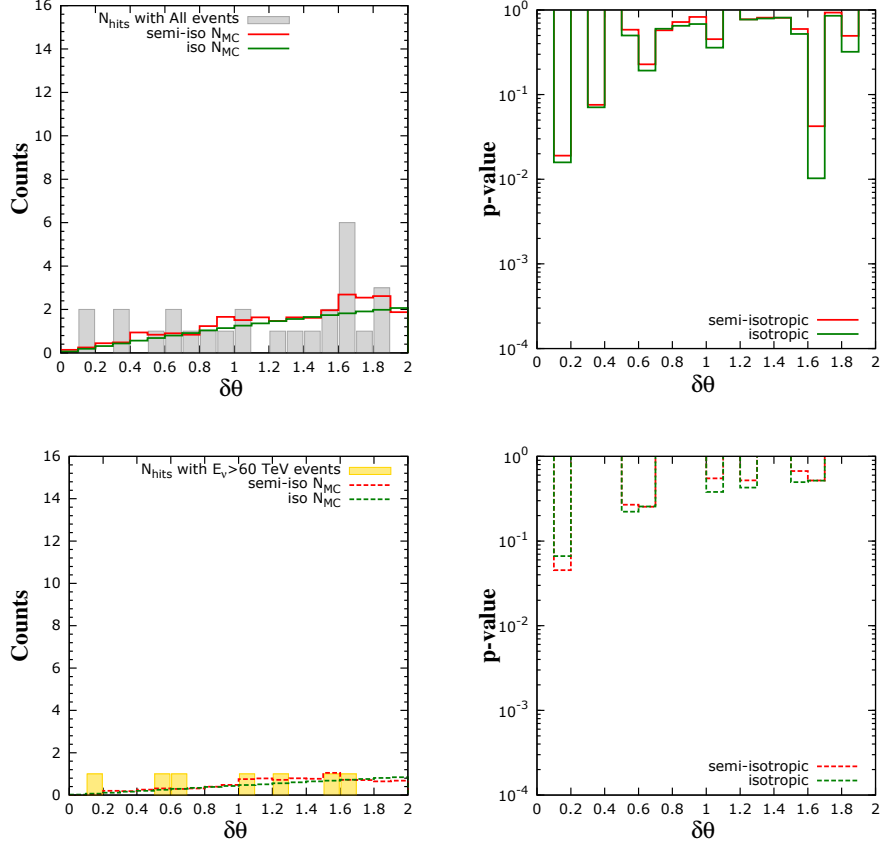 N_hits with All events
semi-iso N_MC
iso N_MC
Counts
16
14
12
10
8
6
4
2
0
0 0.2 0.4 0.6 0.8 1 1.2 1.4 1.6 1.8 2
δθ
p-value
10^0
10^-1
10^-2
10^-3
10^-4
semi-isotropic
isotropic
0 0.2 0.4 0.6 0.8 1 1.2 1.4 1.6 1.8 2
δθ
N_hits with E_ν>60 TeV events
semi-iso N_MC
iso N_MC
Counts
16
14
12
10
8
6
4
2
0
0 0.2 0.4 0.6 0.8 1 1.2 1.4 1.6 1.8 2
δθ
p-value
10^0
10^-1
10^-2
10^-3
10^-4
semi-isotropic
isotropic
0 0.2 0.4 0.6 0.8 1 1.2 1.4 1.6 1.8 2
δθ